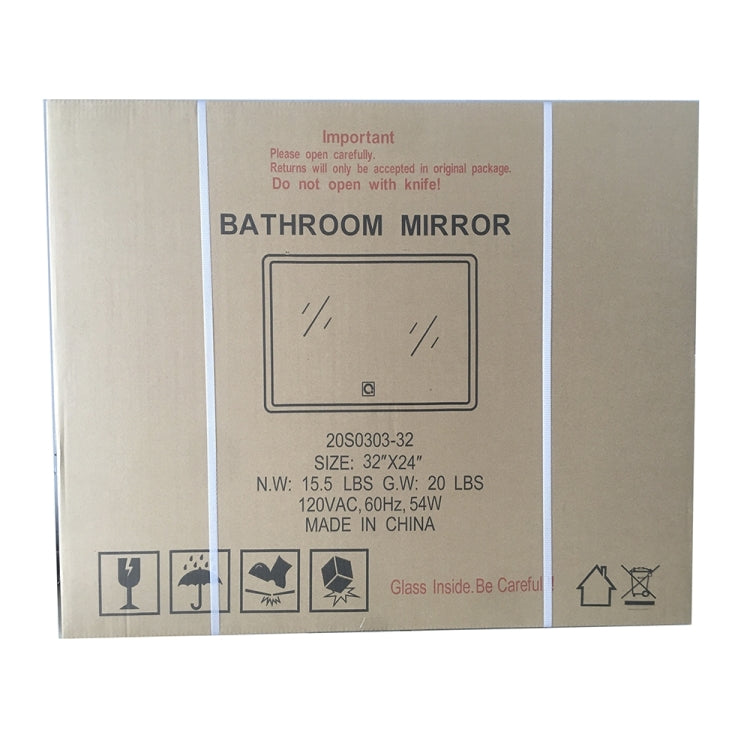 Important
Please open carefully.
Returns will only be accepted in original package.
Do not open with knife!
BATHROOM MIRROR
20S0303-32
SIZE: 32"X24"
N.W: 15.5 LBS G.W: 20 LBS
120VAC, 60Hz, 54W
MADE IN CHINA
Glass Inside.Be Careful!